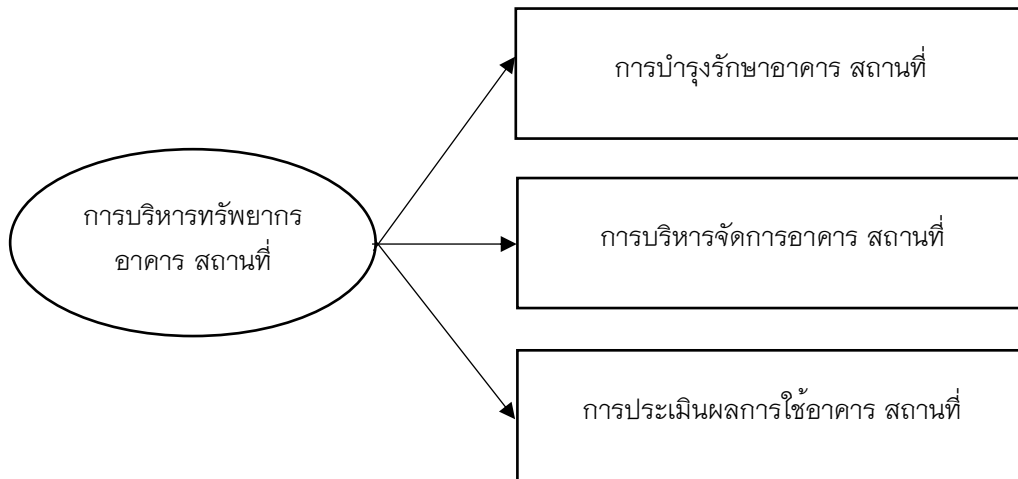 การบำรุงรักษาอาคาร สถานที่
การบริหารทรัพยากร
อาคาร สถานที่
การบริหารจัดการอาคาร สถานที่
การประเมินผลการใช้อาคาร สถานที่